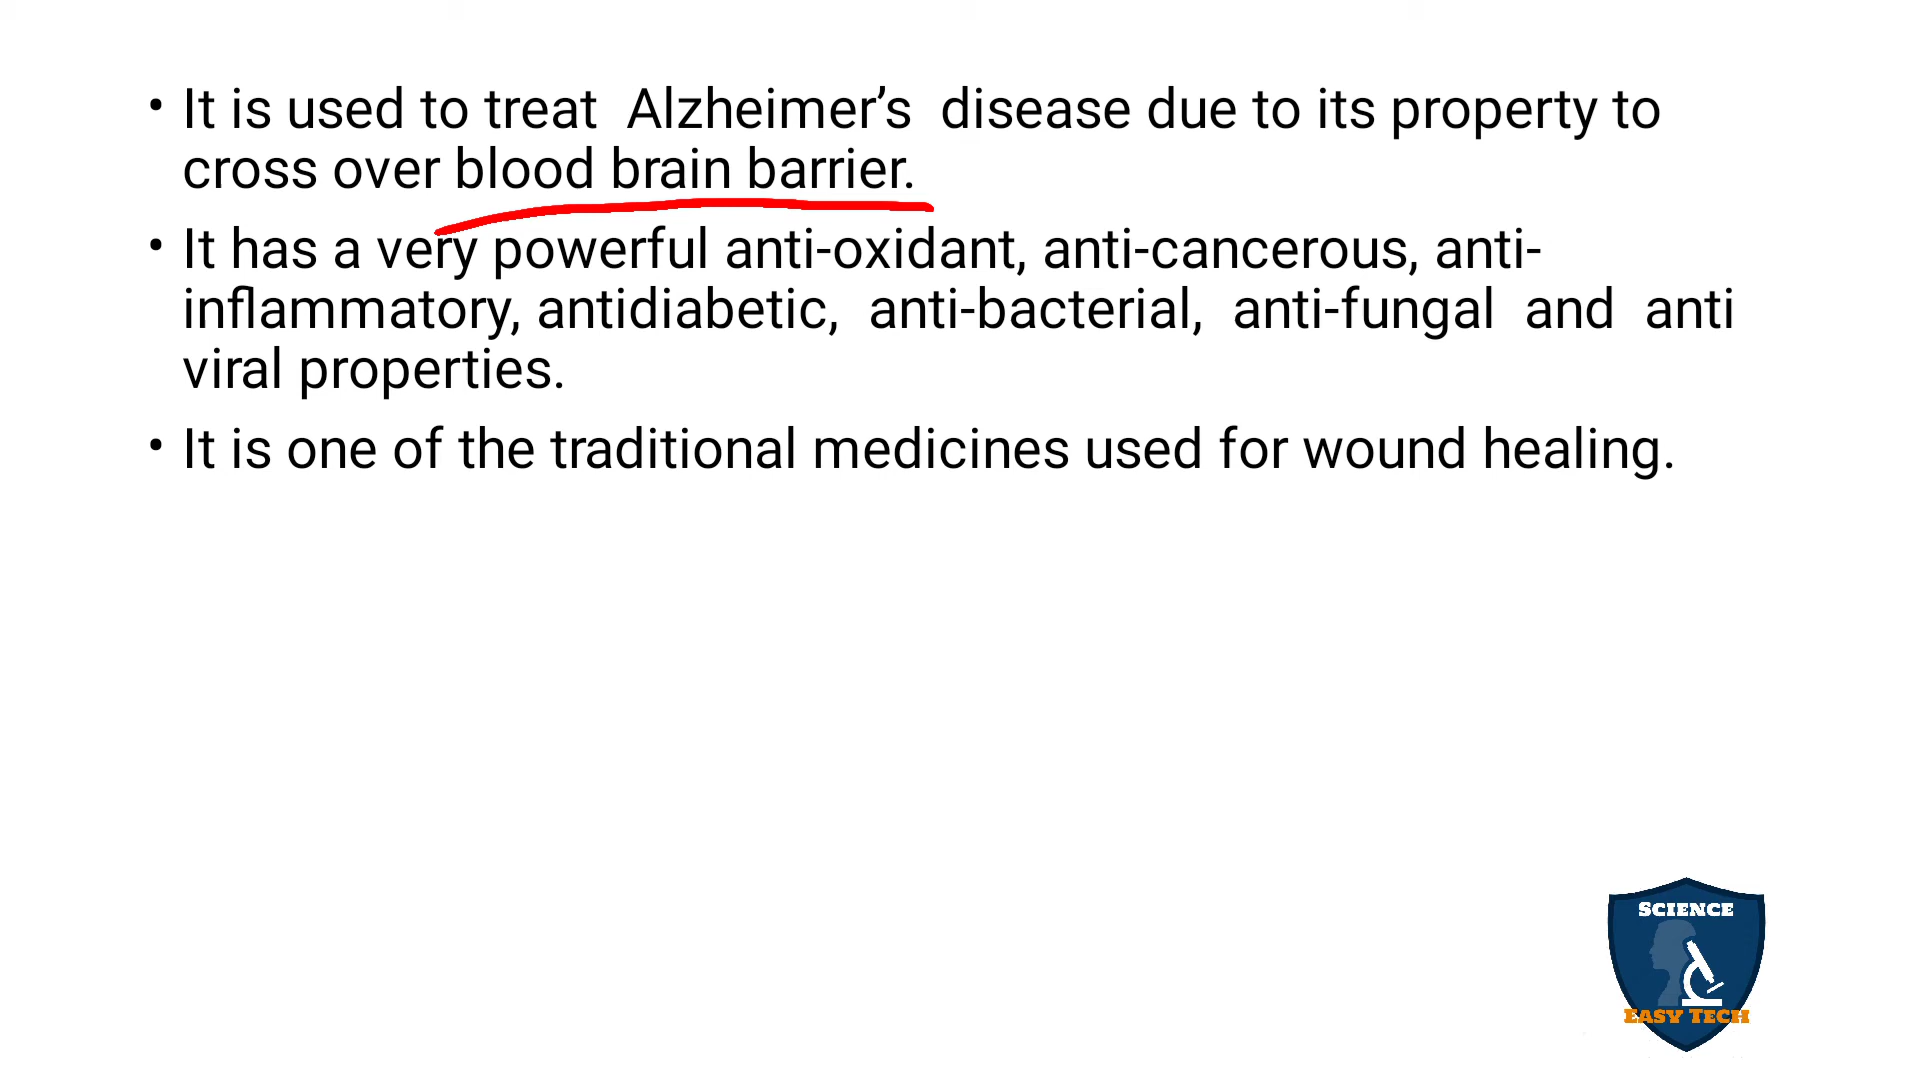 • It is used to treat Alzheimer’s disease due to its property to
cross over blood brain barrier.
• It has a very powerful anti-oxidant, anti-cancerous, anti-
inflammatory, antidiabetic, anti-bacterial, anti-fungal and anti
viral properties.
• It is one of the traditional medicines used for wound healing.
SCIENCE
EASY TECH